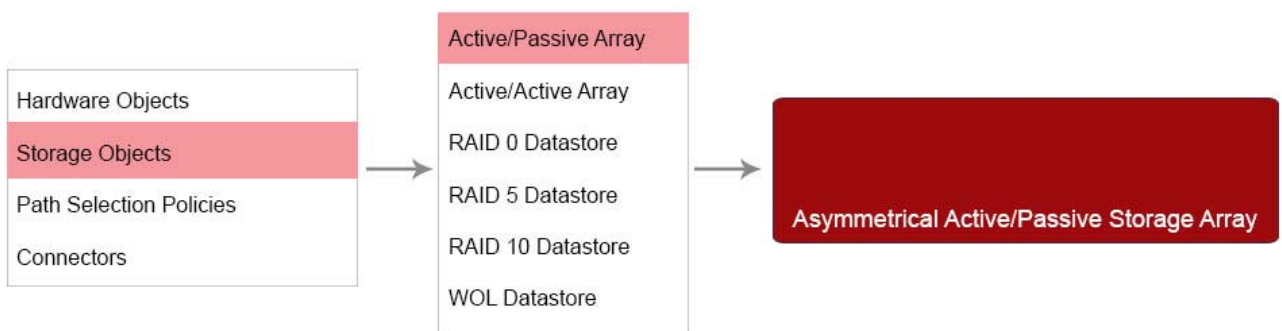 Hardware Objects
Storage Objects
Path Selection Policies
Connectors
Active/Passive Array
Active/Active Array
RAID 0 Datastore
RAID 5 Datastore
RAID 10 Datastore
WOL Datastore
Asymmetrical Active/Passive Storage Array